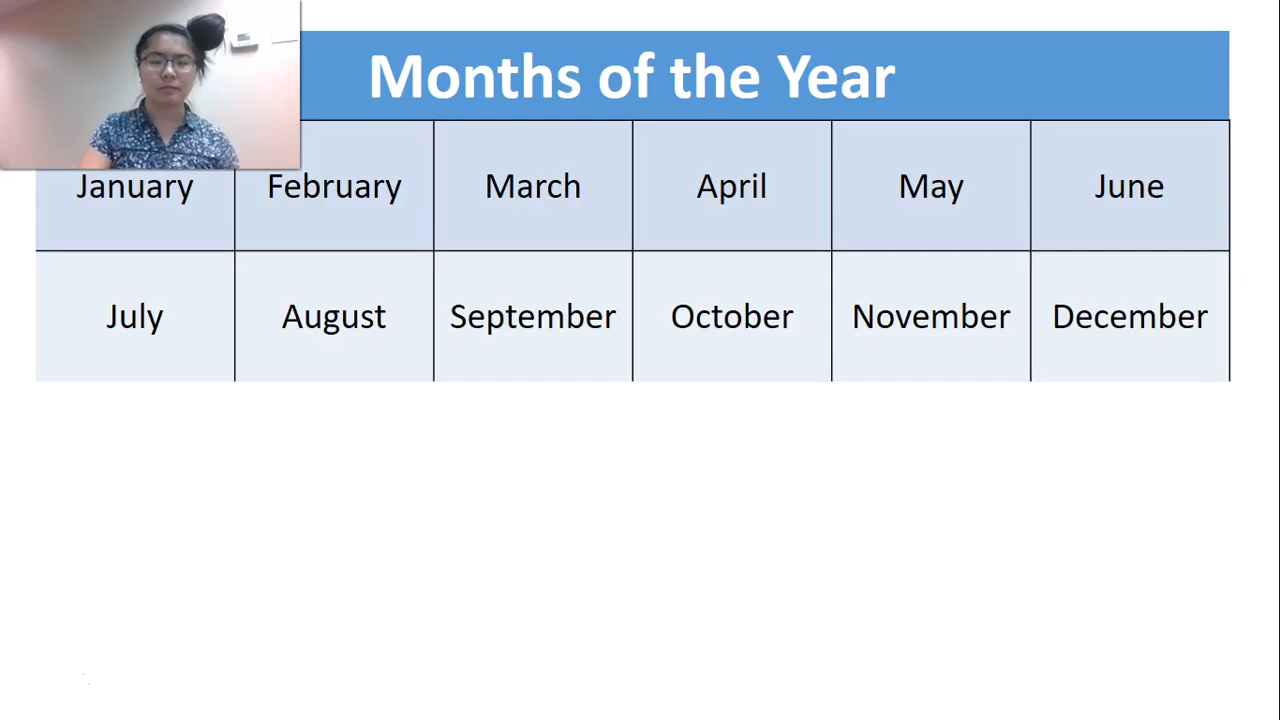 Months of the Year
January February March April May June
July August September October November December